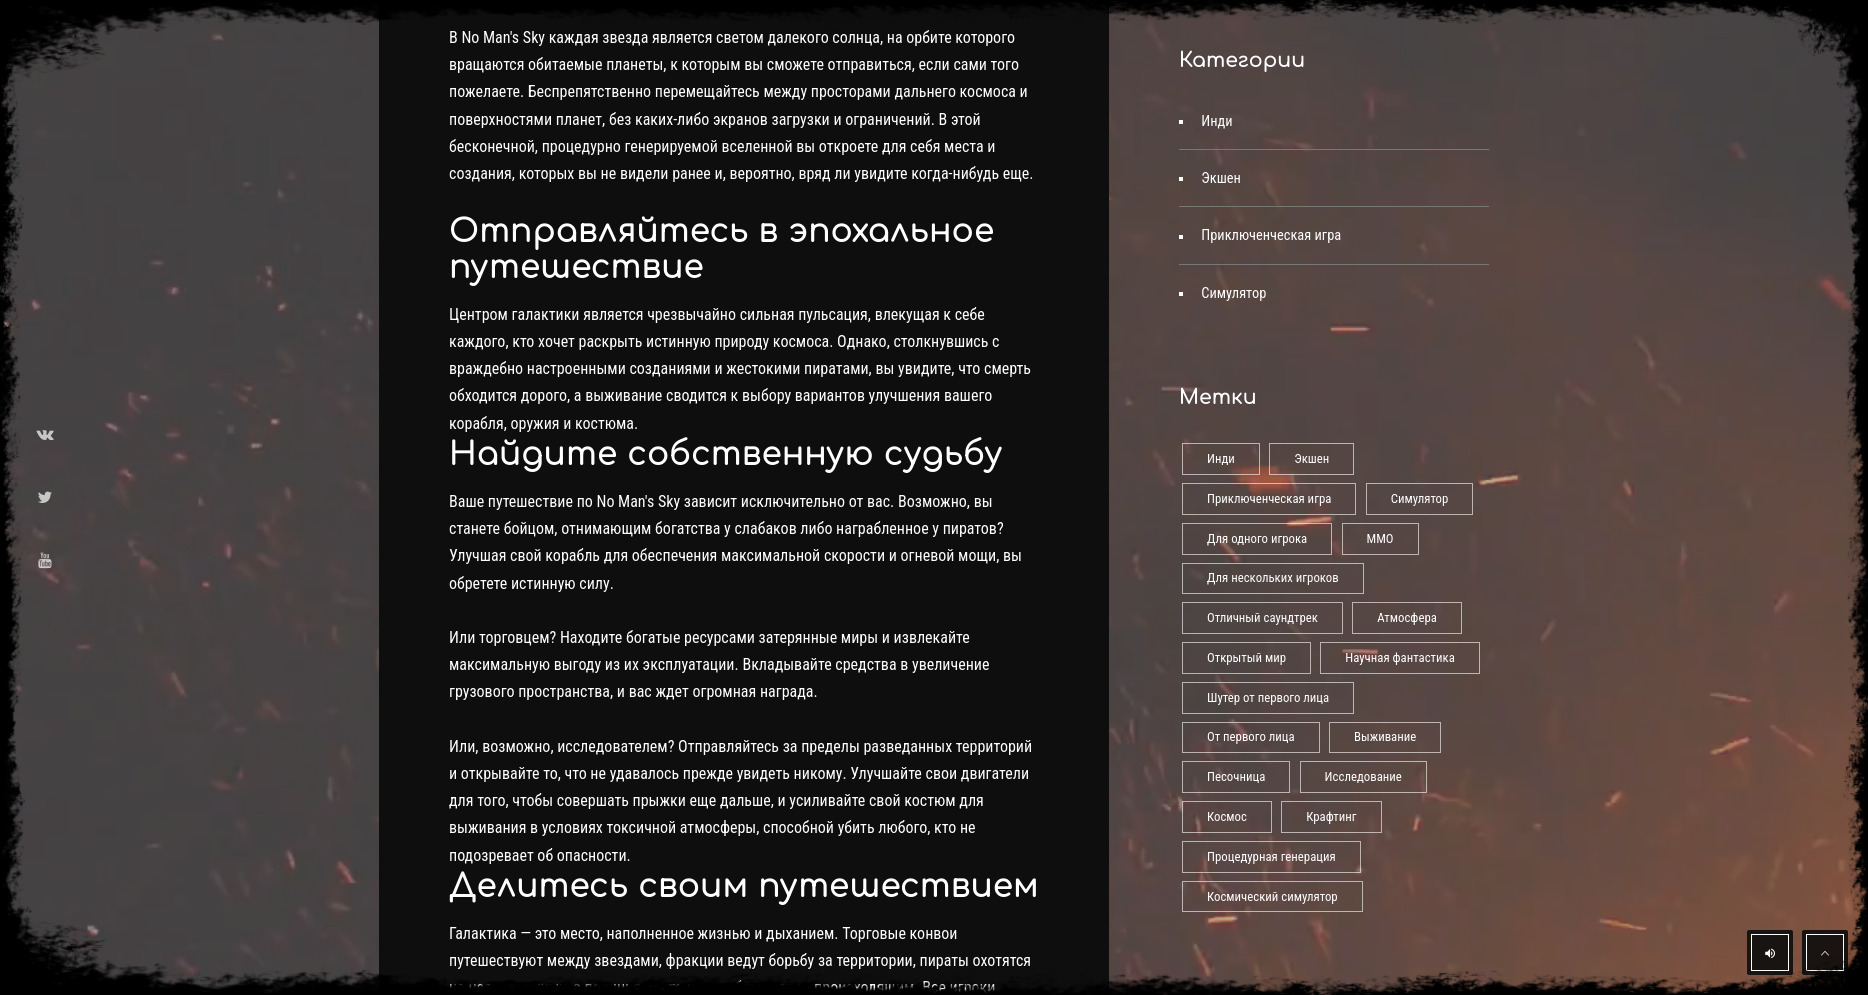 В No Man's Sky каждая звезда является светом далекого солнца, на орбите которого
вращаются обитаемые планеты, к которым вы сможете отправиться, если сами того
пожелаете. Беспрепятственно перемещайтесь между просторами дальнего космоса и
поверхностями планет, без каких-либо экранов загрузки и ограничений. В этой
бесконечной, процедурно генерируемой вселенной вы откроете для себя места и
создания, которых вы не видели ранее и, вероятно, вряд ли увидите когда-нибудь еще.
Отправляйтесь в эпохальное
путешествие
Центром галактики является чрезвычайно сильная пульсация, влекущая к себе
каждого, кто хочет раскрыть истинную природу космоса. Однако, столкнувшись с
враждебно настроенными созданиями и жестокими пиратами, вы увидите, что смерть
обходится дорого, а выживание сводится к выбору вариантов улучшения вашего
корабля, оружия и костюма.
Найдите собственную судьбу
Ваше путешествие по No Man's Sky зависит исключительно от вас. Возможно, вы
станете бойцом, отнимающим богатства у слабаков либо награбленное у пиратов?
Улучшая свой корабль для обеспечения максимальной скорости и огневой мощи, вы
обретете истинную силу.
Или торговцем? Находите богатые ресурсами затерянные миры и извлекайте
максимальную выгоду из их эксплуатации. Вкладывайте средства в увеличение
грузового пространства, и вас ждет огромная награда.
Или, возможно, исследователем? Отправляйтесь за пределы разведанных территорий
и открывайте то, что не удавалось прежде увидеть никому. Улучшайте свои двигатели
для того, чтобы совершать прыжки еще дальше, и усиливайте свой костюм для
выживания в условиях токсичной атмосферы, способной убить любого, кто не
подозревает об опасности.
Делитесь своим путешествием
Галактика — это место, наполненное жизнью и дыханием. Торговые конвои
путешествуют между звездами, фракции ведут борьбу за территории, пираты охотятся
происходящим. Все игроки
Категории
Инди
Экшен
Приключенческая игра
Симулятор
Метки
Инди
Экшен
Приключенческая игра
Симулятор
Для одного игрока
ММО
Для нескольких игроков
Отличный саундтрек
Атмосфера
Открытый мир
Научная фантастика
Шутер от первого лица
От первого лица
Выживание
Песочница
Исследование
Космос
Крафтинг
Процедурная генерация
Космический симулятор
You
Tube